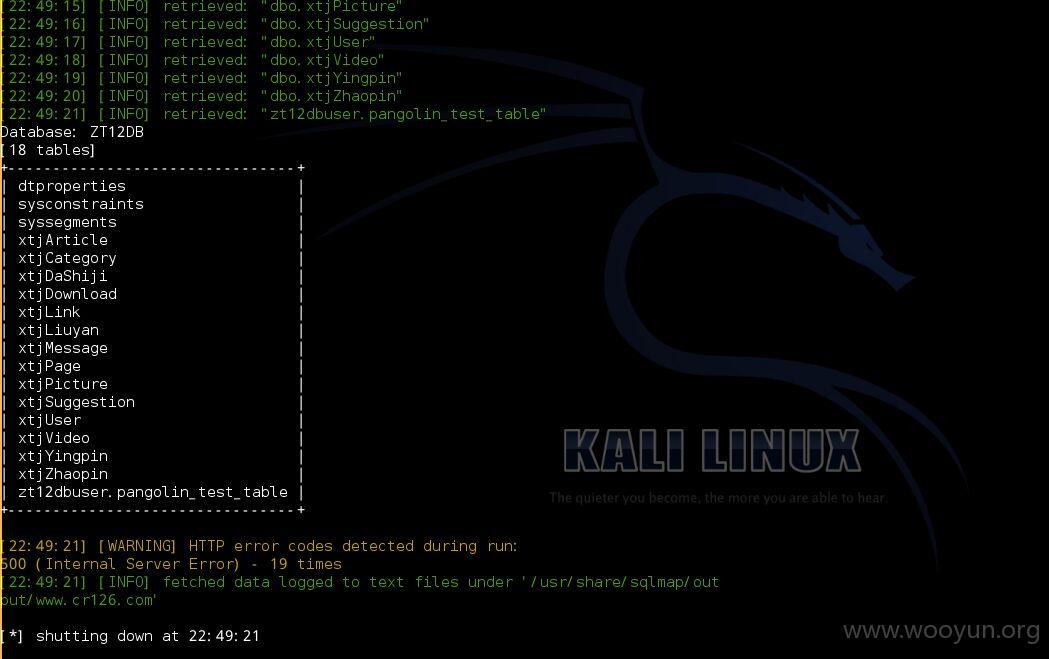 [22:49:15] [INFO] retrieved: "dbo.xtjPicture"
[22:49:16] [INFO] retrieved: "dbo.xtjSuggestion"
[22:49:17] [INFO] retrieved: "dbo.xtjUser"
[22:49:18] [INFO] retrieved: "dbo.xtjVideo"
[22:49:19] [INFO] retrieved: "dbo.xtjYingpin"
[22:49:20] [INFO] retrieved: "dbo.xtjZhaopin"
[22:49:21] [INFO] retrieved: "zt12dbuser.pangolin_test_table"
Database: ZT12DB
[18 tables]
+--------------------------------+
| dtproperties |
| sysconstraints |
| syssegments |
| xtjArticle |
| xtjCategory |
| xtjDaShiji |
| xtjDownload |
| xtjLink |
| xtjLiuyan |
| xtjMessage |
| xtjPage |
| xtjPicture |
| xtjSuggestion |
| xtjUser |
| xtjVideo |
| xtjYingpin |
| xtjZhaopin |
| zt12dbuser.pangolin_test_table |
+--------------------------------+
KALI LINUX
The quieter you become, the more you are able to hear.
[22:49:21] [WARNING] HTTP error codes detected during run:
500 (Internal Server Error) - 19 times
[22:49:21] [INFO] fetched data logged to text files under '/usr/share/sqlmap/out
put/www.cr126.com'
[*] shutting down at 22:49:21
www.wooyun.org